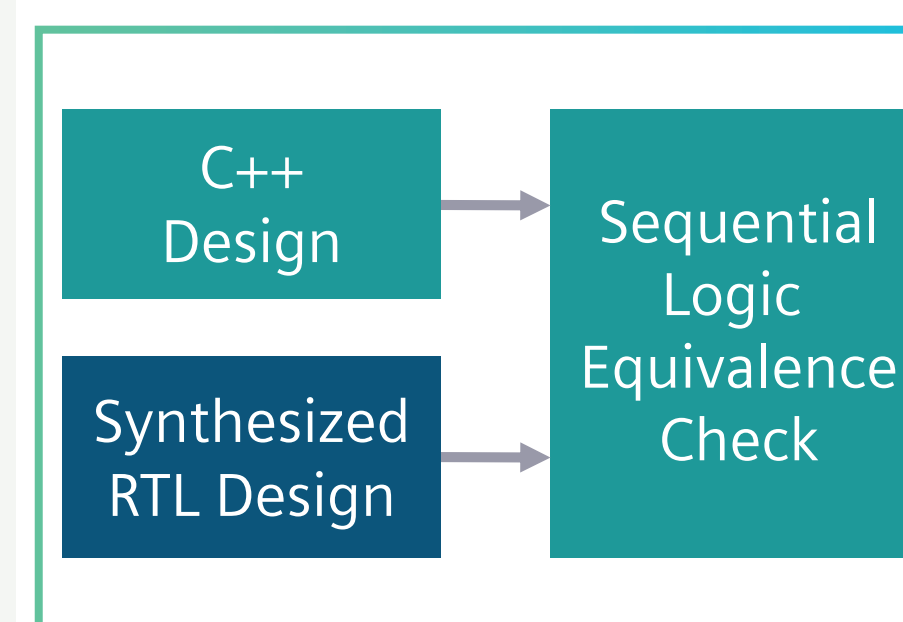 C++
Design
Synthesized
RTL Design
Sequential
Logic
Equivalence
Check